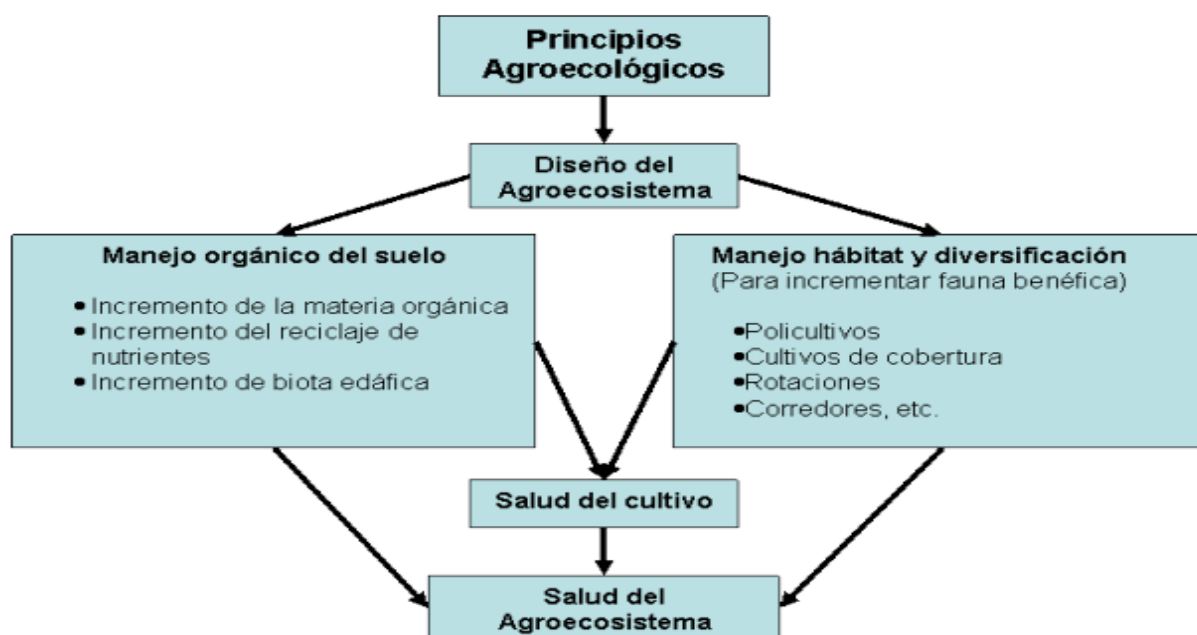 Principios
Agroecológicos
Diseño del
Agroecosistema
Manejo orgánico del suelo
•Incremento de la materia orgánica
•Incremento del reciclaje de
nutrientes
•Incremento de biota edáfica
Manejo hábitat y diversificación
(Para incrementar fauna benéfica)
•Policultivos
•Cultivos de cobertura
•Rotaciones
•Corredores, etc.
Salud del cultivo
Salud del
Agroecosistema